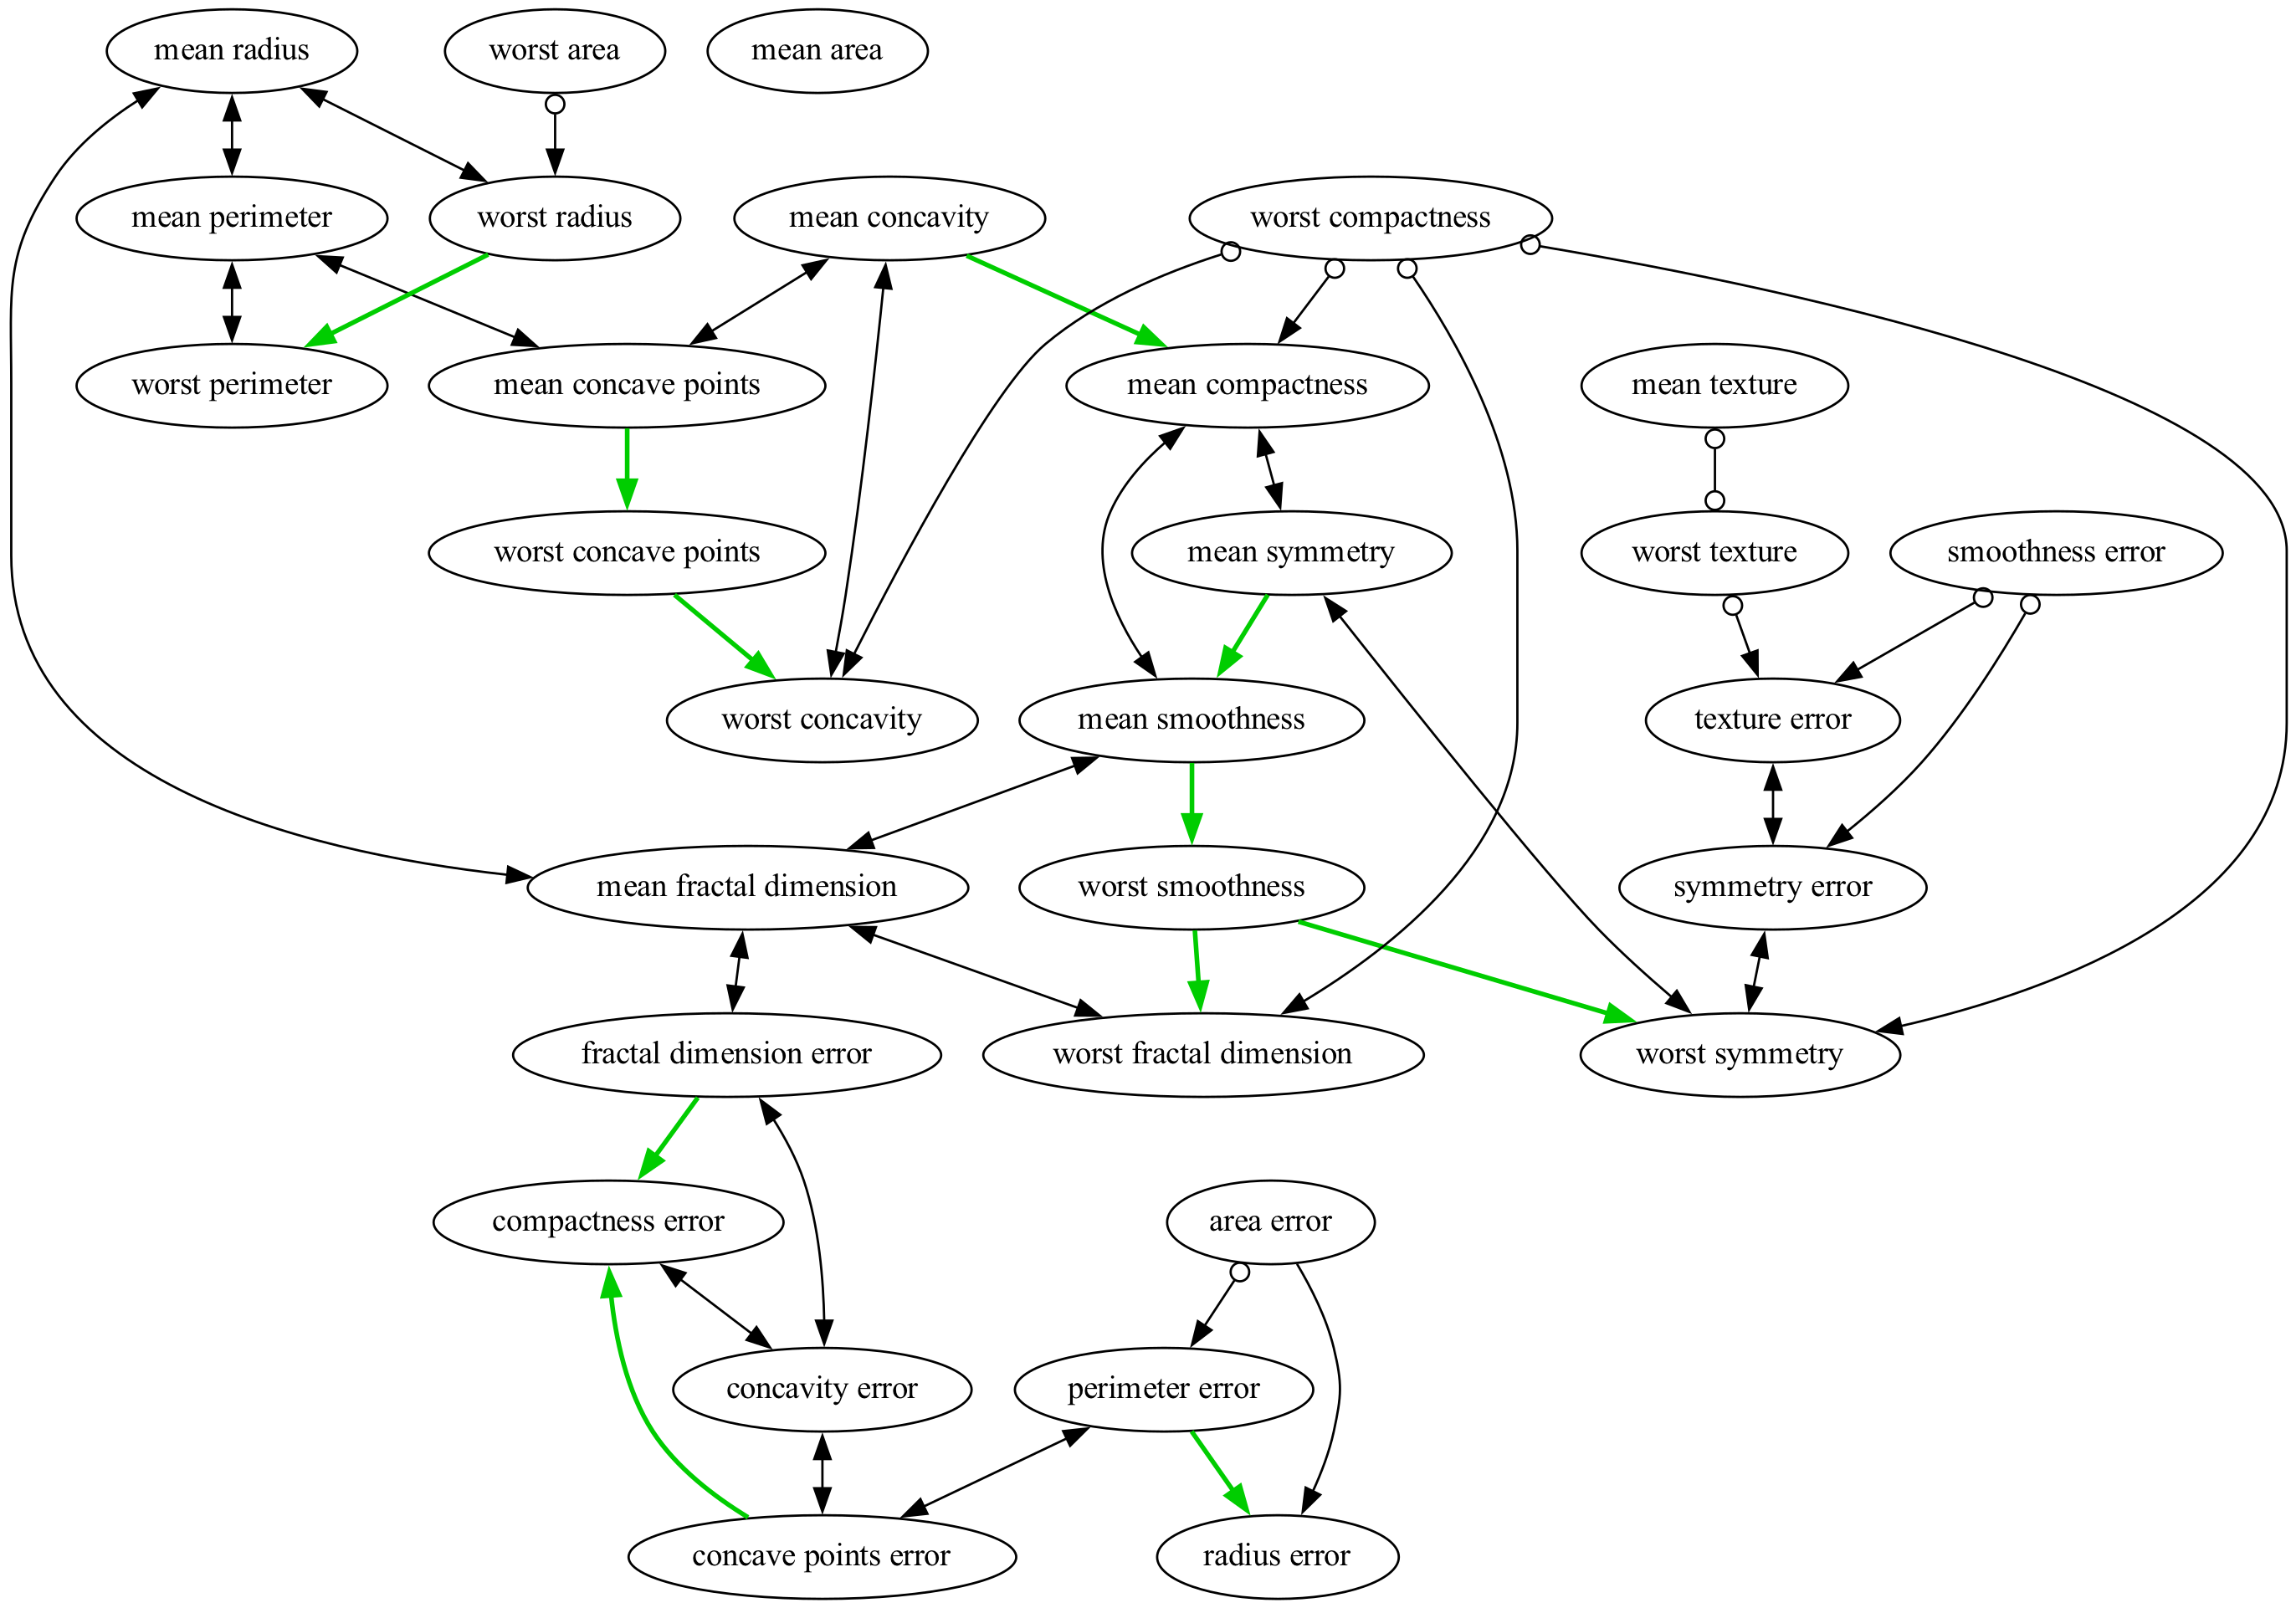 mean radius
worst area
mean area
mean perimeter
worst radius
mean concavity
worst compactness
worst perimeter
mean concave points
mean compactness
mean texture
worst concave points
mean symmetry
worst texture
smoothness error
worst concavity
mean smoothness
texture error
mean fractal dimension
worst smoothness
symmetry error
fractal dimension error
worst fractal dimension
worst symmetry
compactness error
area error
concavity error
perimeter error
concave points error
radius error